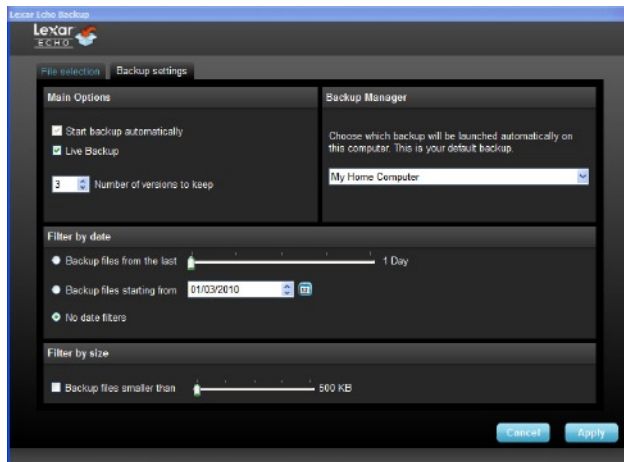 Lexar Echo Backup
Lexar
ECHO
File selection Backup settings
Main Options
Start backup automatically
Live Backup
3 Number of versions to keep
Backup Manager
Choose which backup will be launched automatically on
this computer. This is your default backup.
My Home Computer
Filter by date
Backup files from the last 1 Day
Backup files starting from 01/03/2010
No date filters
Filter by size
Backup files smaller than 500 KB
Cancel Apply